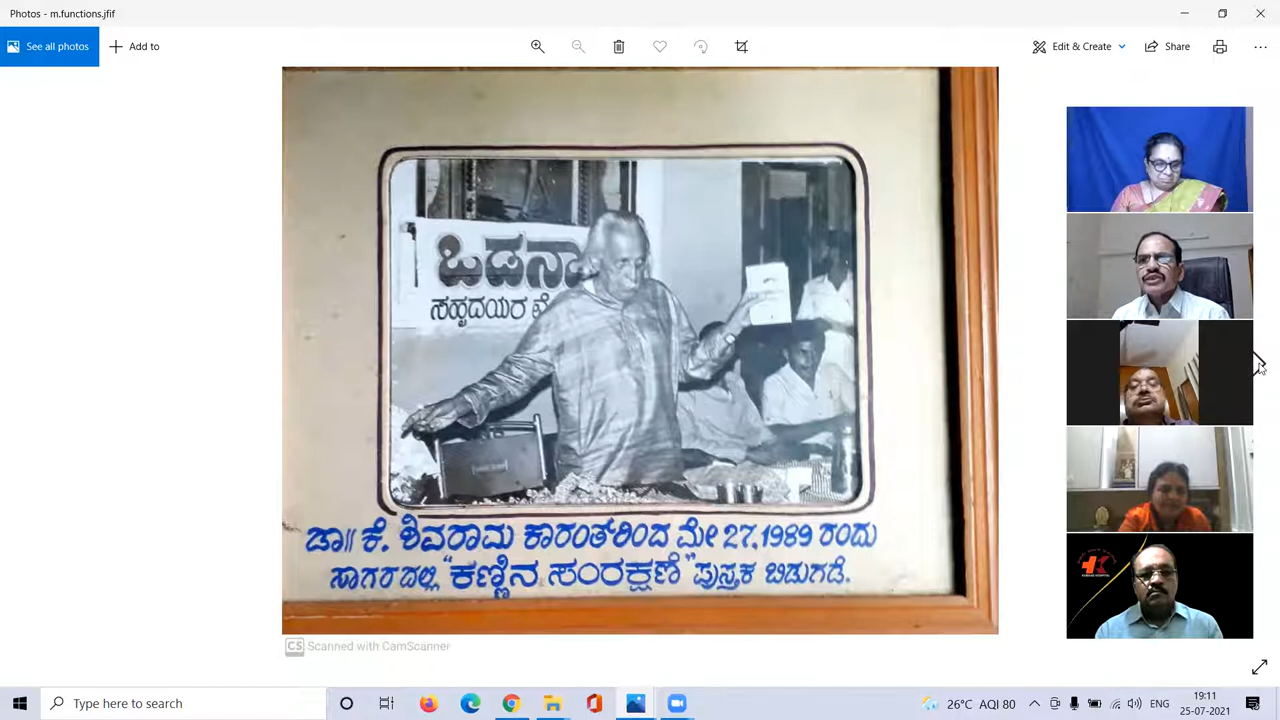 Photos - m.functions.jfif
See all photos
Add to
Edit & Create
Share
ಒಡನಾ
ಸಹೃದಯರ ವೇ
ಡಾ॥ ಕೆ. ಶಿವರಾಮ ಕಾರಂತ್‌ರಿಂದ ಮೇ 27.1989 ರಂದು
ಸಾಗರದಲ್ಲಿ "ಕಣ್ಣಿನ ಸಂರಕ್ಷಣೆ" ಪುಸ್ತಕ ಬಿಡುಗಡೆ.
CS Scanned with CamScanner
Type here to search
26°C AQI 80
ENG
19:11
25-07-2021